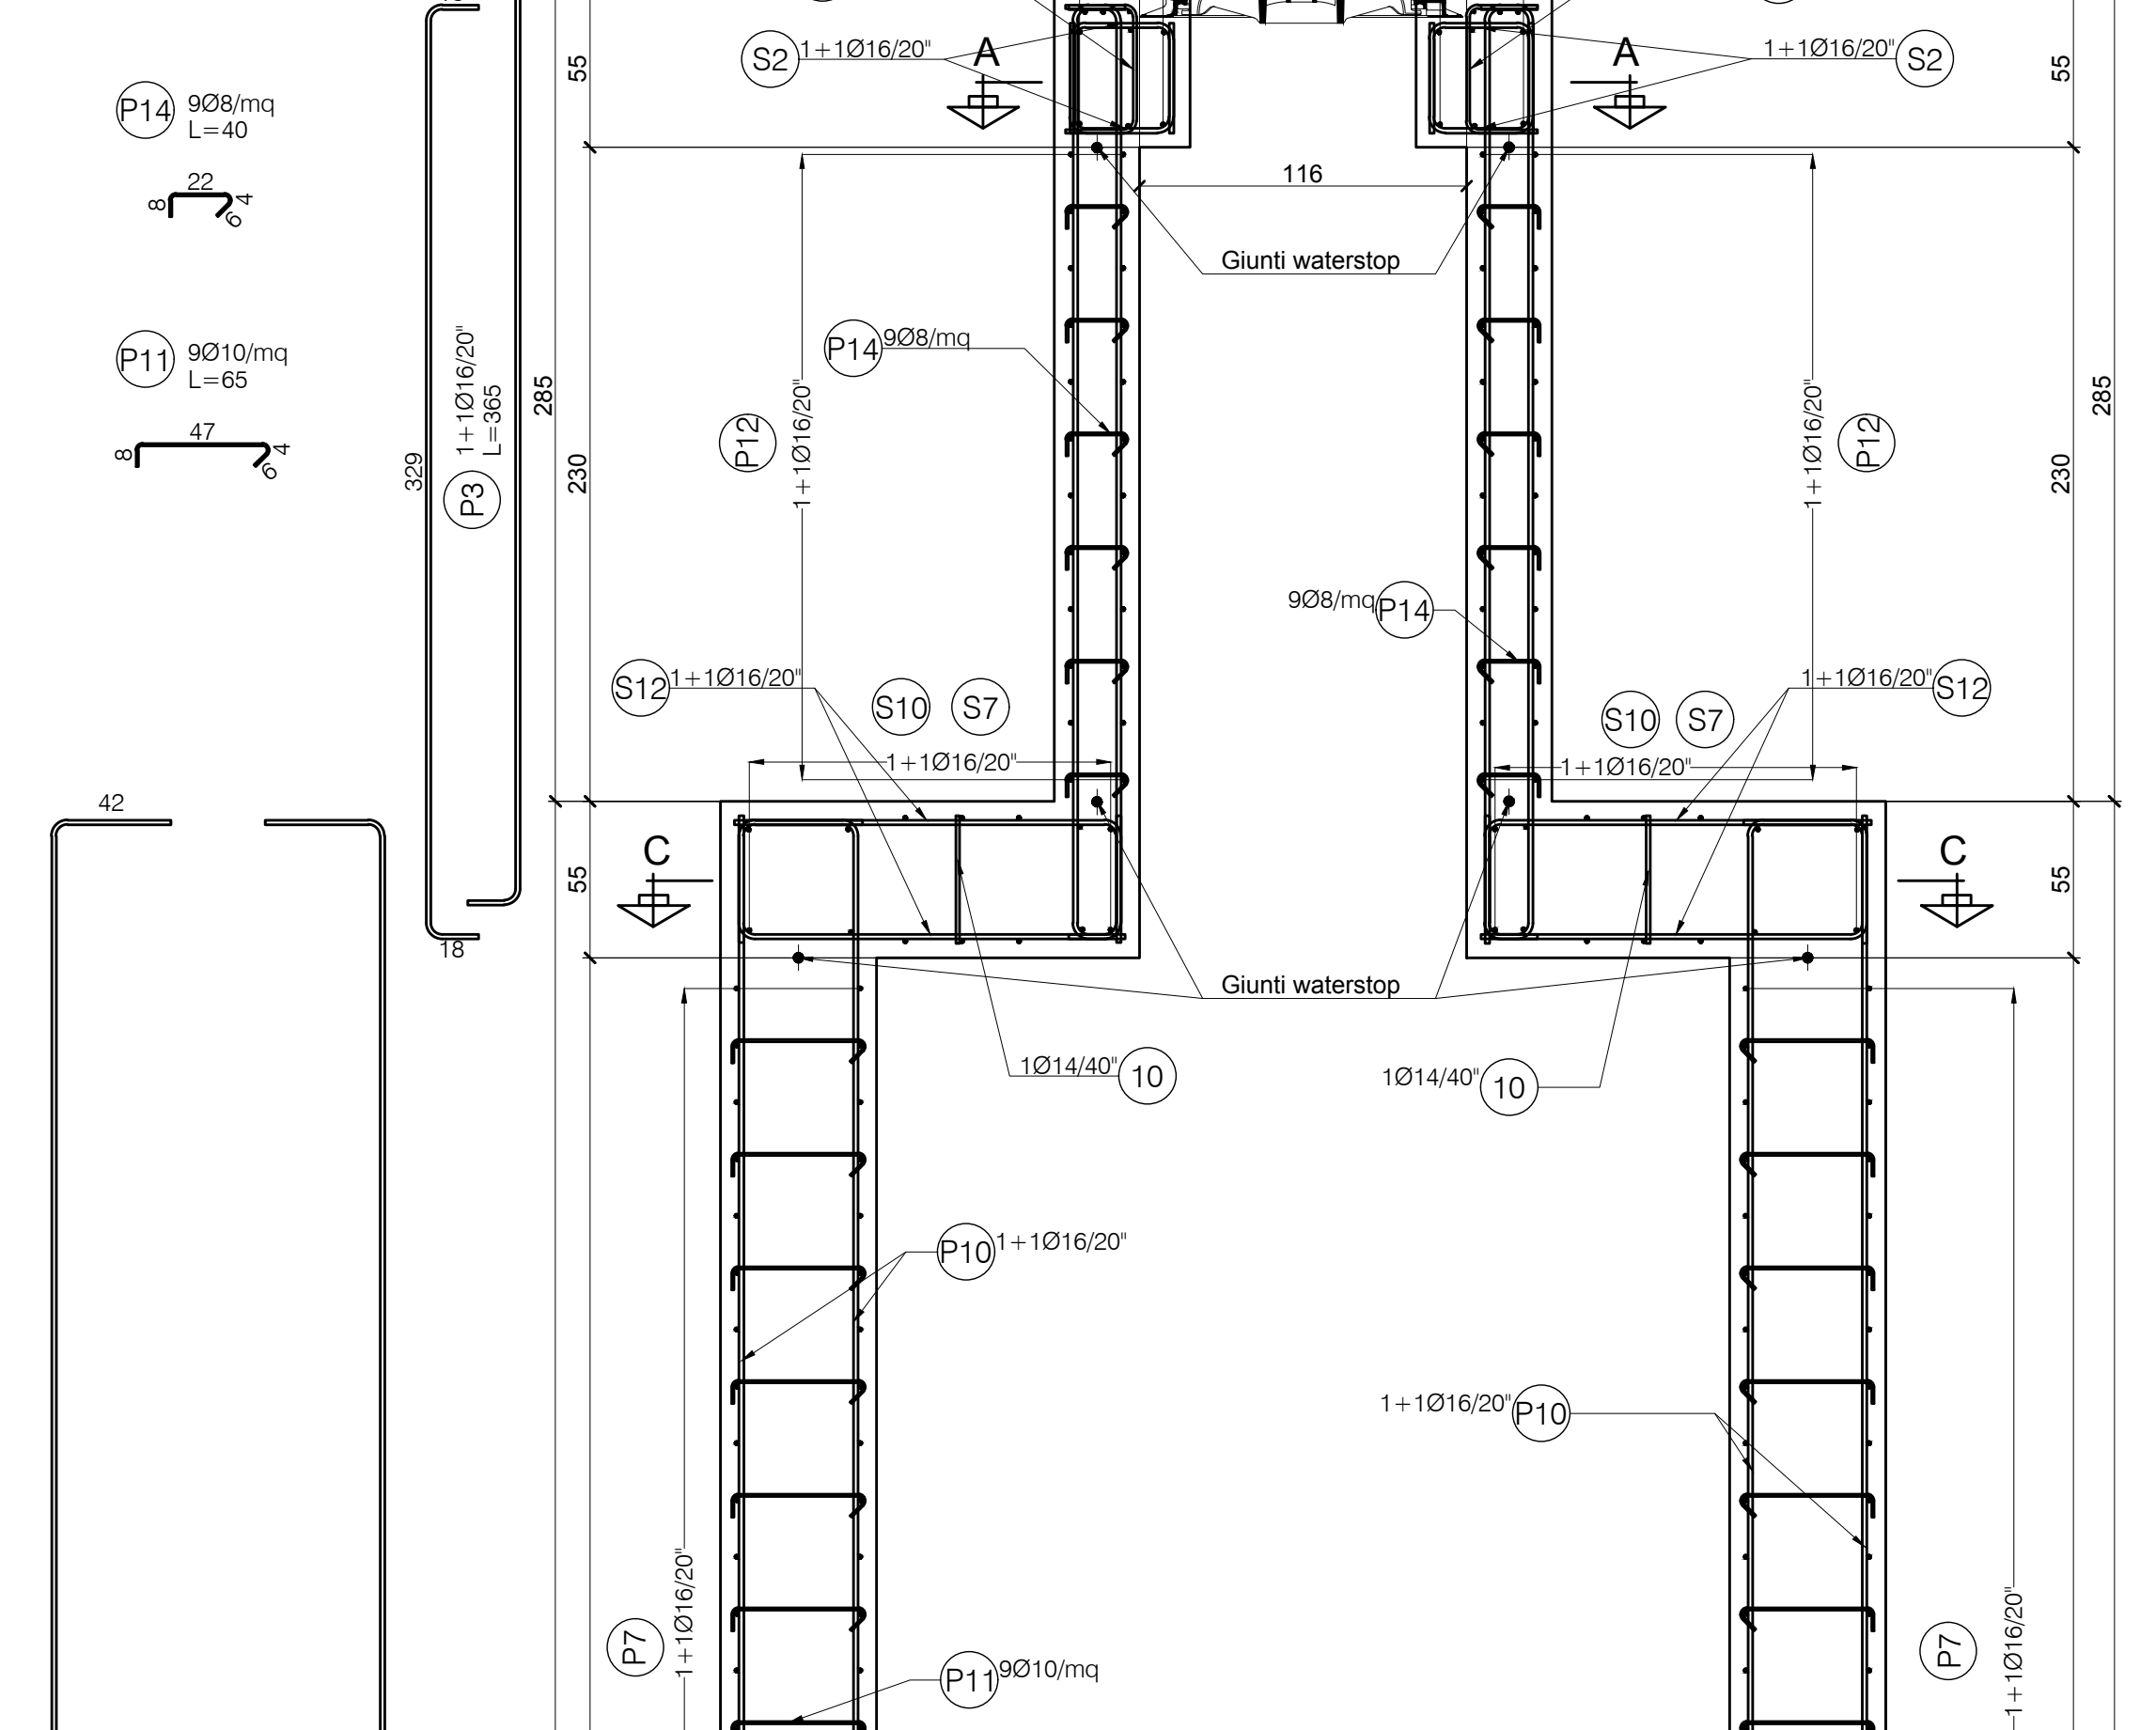 S2
1+1Ø16/20"
A
A
1+1Ø16/20"
S2
55
55
P14
9Ø8/mq
L=40
22
8
4
6
116
Giunti waterstop
P11
9Ø10/mq
L=65
47
8
4
6
329
P3
1+1Ø16/20"
L=365
18
285
230
P14
9Ø8/mq
P12
1+1Ø16/20"
1+1Ø16/20"
P12
230
285
9Ø8/mq
P14
S12
1+1Ø16/20"
S10
S7
1+1Ø16/20"
S10
S7
1+1Ø16/20"
1+1Ø16/20"
S12
42
C
55
C
55
Giunti waterstop
1Ø14/40"
10
1Ø14/40"
10
P10
1+1Ø16/20"
1+1Ø16/20"
P10
P7
1+1Ø16/20"
P11
9Ø10/mq
P7
1+1Ø16/20"